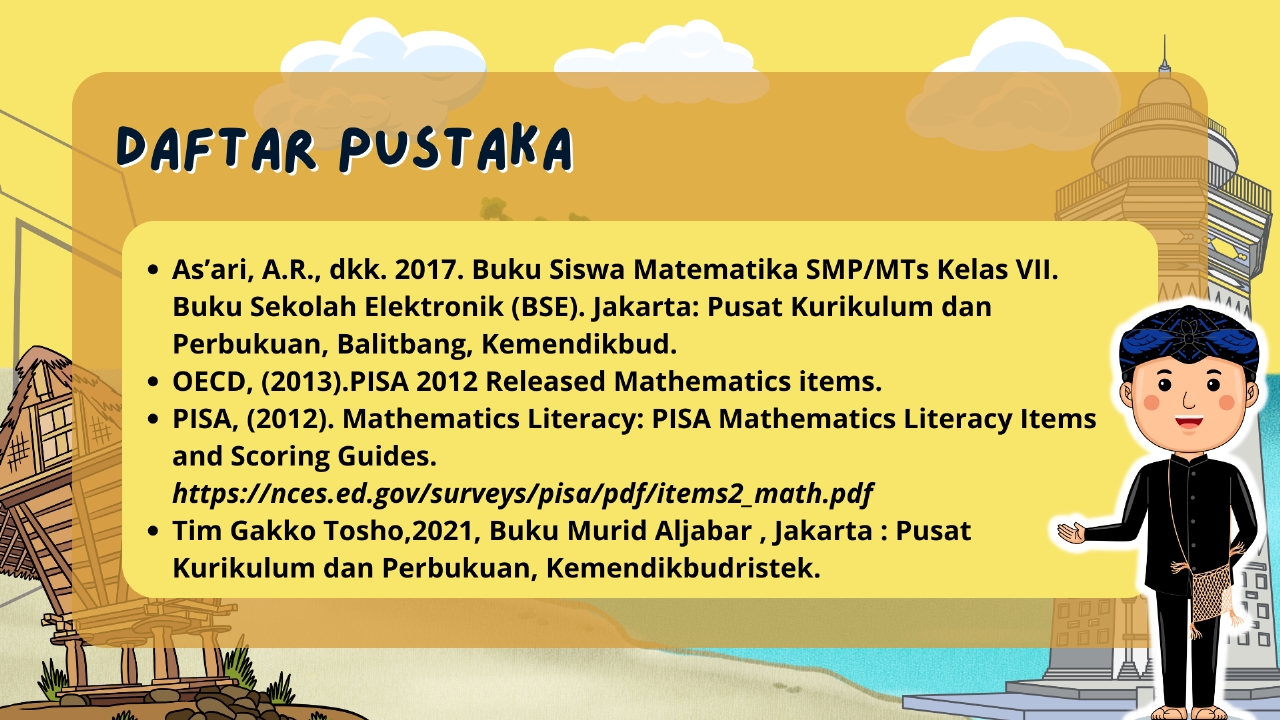 DAFTAR PUSTAKA
• As’ari, A.R., dkk. 2017. Buku Siswa Matematika SMP/MTs Kelas VII.
Buku Sekolah Elektronik (BSE). Jakarta: Pusat Kurikulum dan
Perbukuan, Balitbang, Kemendikbud.
• OECD, (2013).PISA 2012 Released Mathematics items.
• PISA, (2012). Mathematics Literacy: PISA Mathematics Literacy Items
and Scoring Guides.
https://nces.ed.gov/surveys/pisa/pdf/items2_math.pdf
• Tim Gakko Tosho,2021, Buku Murid Aljabar , Jakarta : Pusat
Kurikulum dan Perbukuan, Kemendikbudristek.